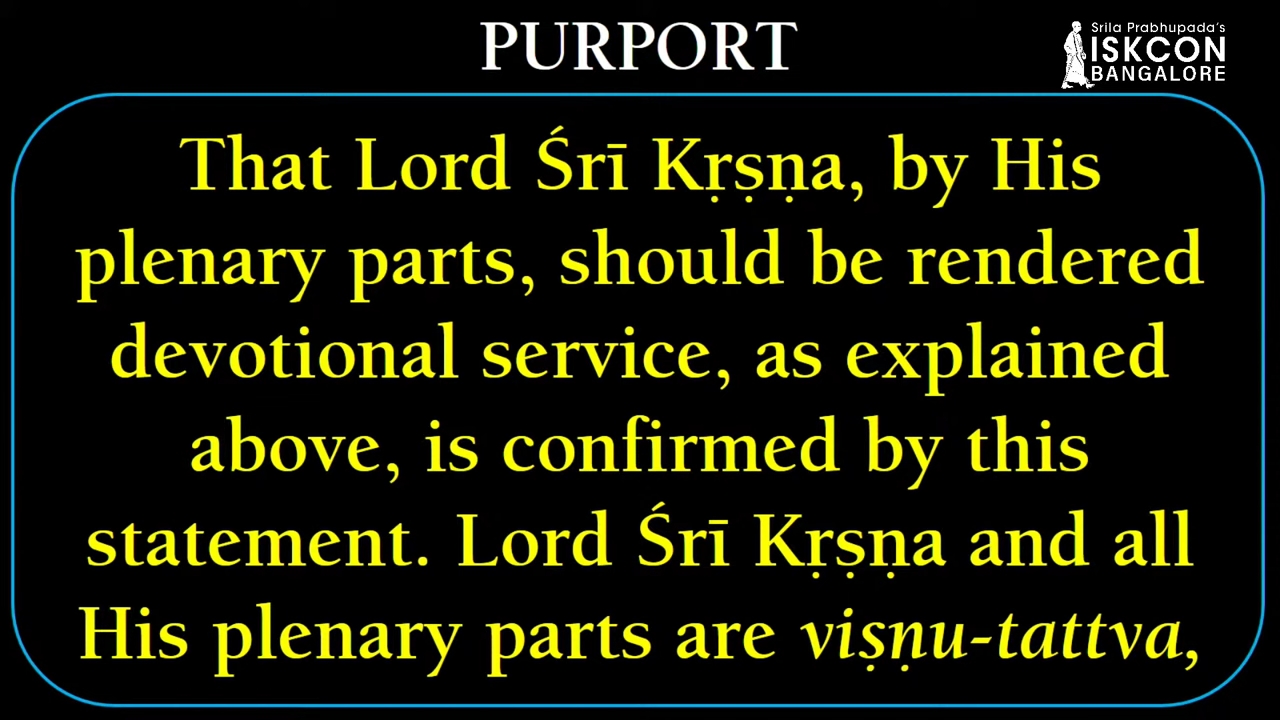 PURPORT
Srila Prabhupada's
ISKCON
BANGALORE
That Lord Śrī Kṛṣṇa, by His
plenary parts, should be rendered
devotional service, as explained
above, is confirmed by this
statement. Lord Śrī Kṛṣṇa and all
His plenary parts are viṣṇu-tattva,